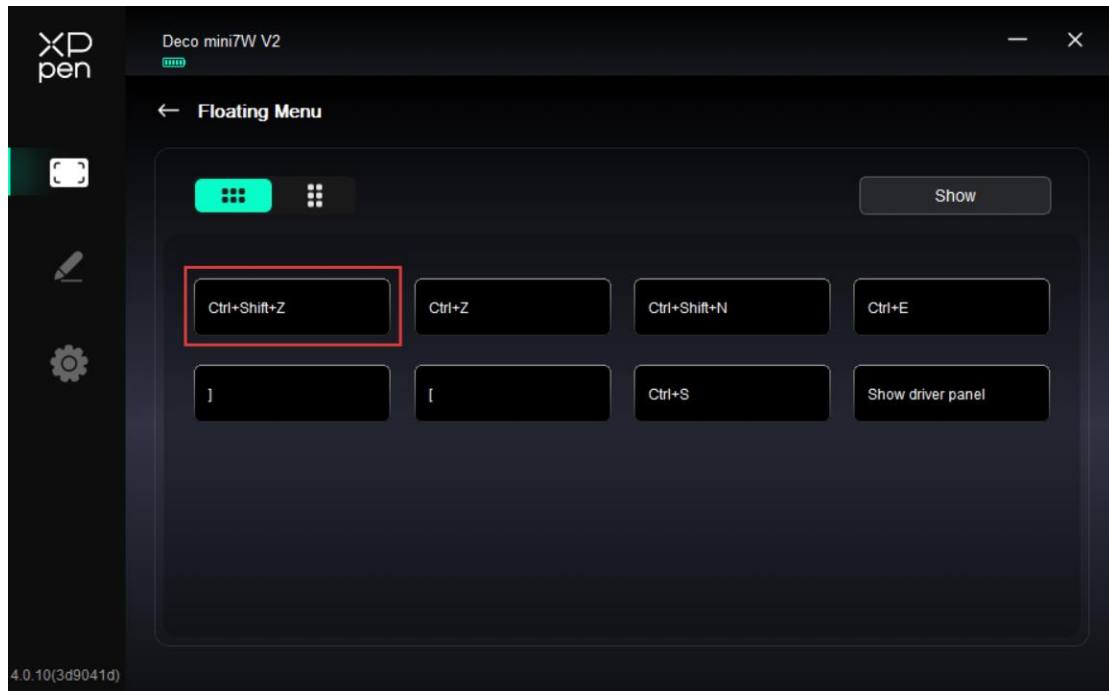 XP
pen
Deco mini7W V2
Floating Menu
Show
Ctrl+Shift+Z
Ctrl+Z
Ctrl+Shift+N
Ctrl+E
]
[
Ctrl+S
Show driver panel
4.0.10(3d9041d)